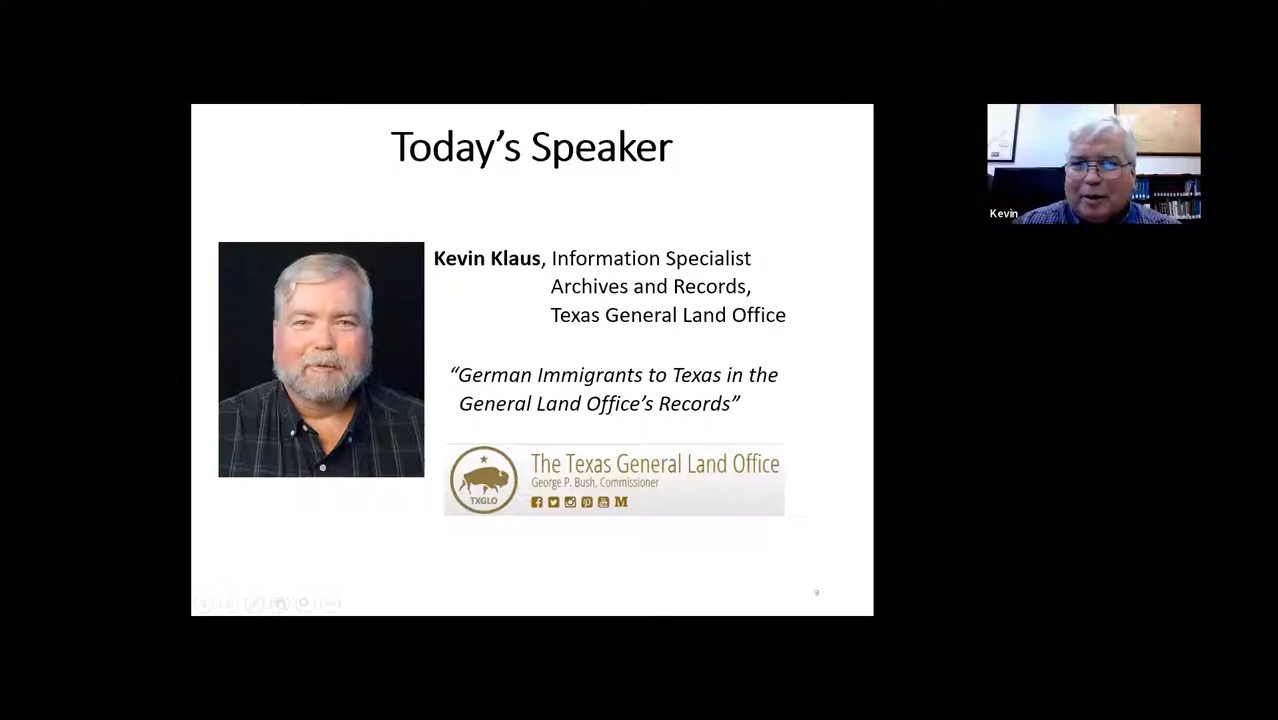 Today's Speaker
Kevin
Kevin Klaus, Information Specialist
Archives and Records,
Texas General Land Office
“German Immigrants to Texas in the
General Land Office’s Records”
The Texas General Land Office
George P. Bush, Commissioner
TXGLO
9